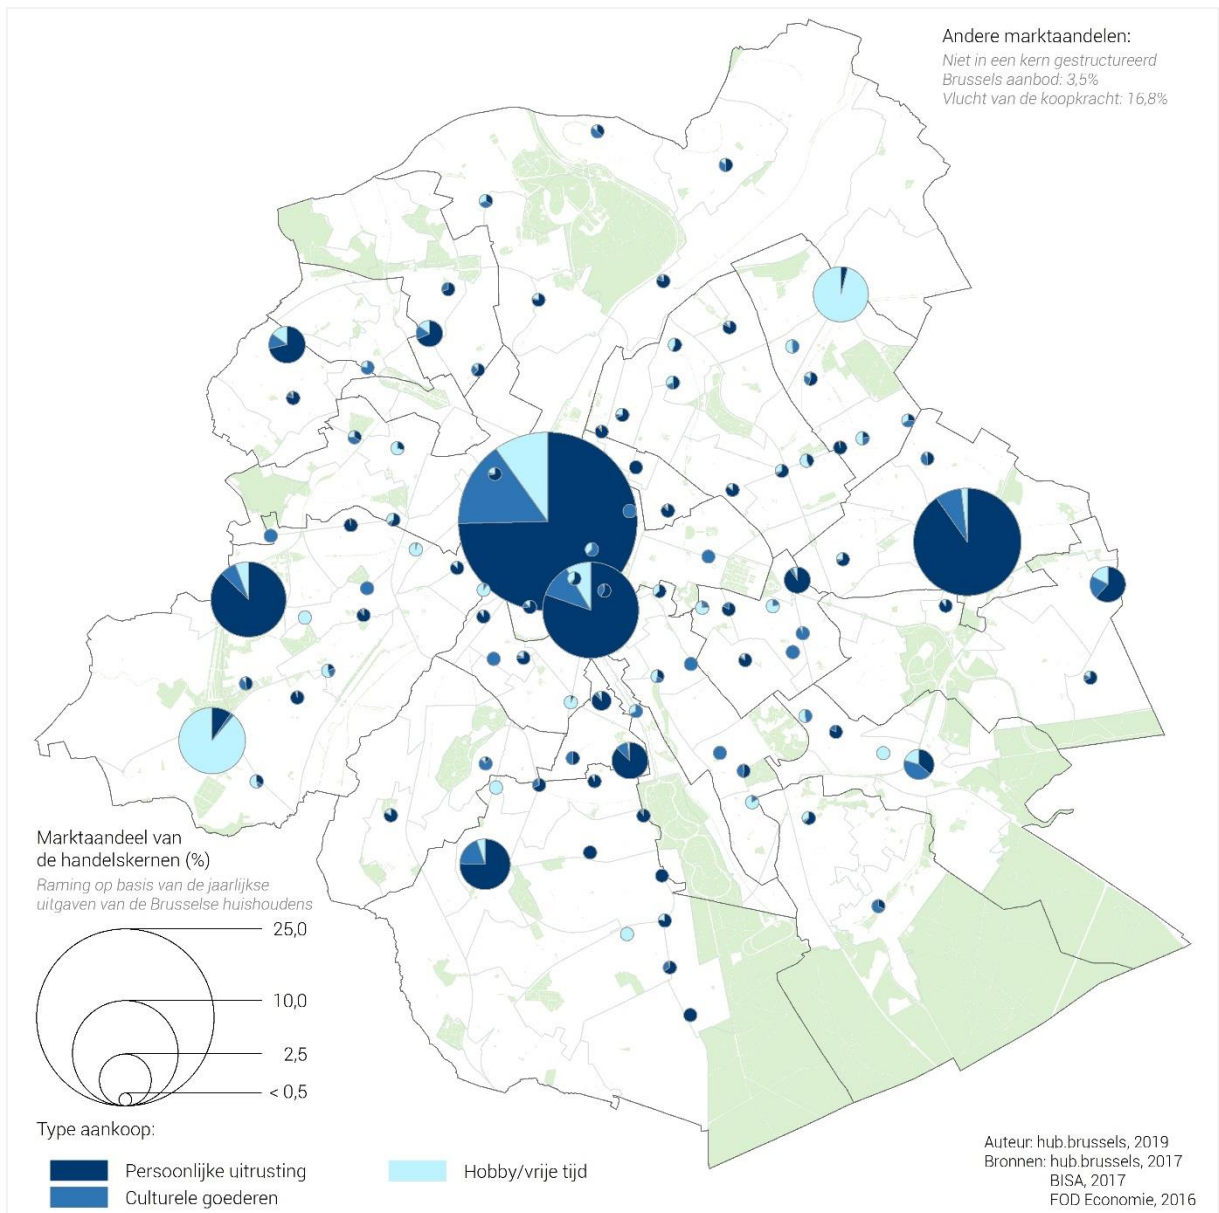 Andere marktaandelen:
Niet in een kern gestructureerd
Brussels aanbod: 3,5%
Vlucht van de koopkracht: 16,8%
Marktaandeel van
de handelskernen (%)
Raming op basis van de jaarlijkse
uitgaven van de Brusselse huishoudens
25,0
10,0
2,5
< 0,5
Type aankoop:
Persoonlijke uitrusting
Culturele goederen
Hobby/vrije tijd
Auteur: hub.brussels, 2019
Bronnen: hub.brussels, 2017
BISA, 2017
FOD Economie, 2016